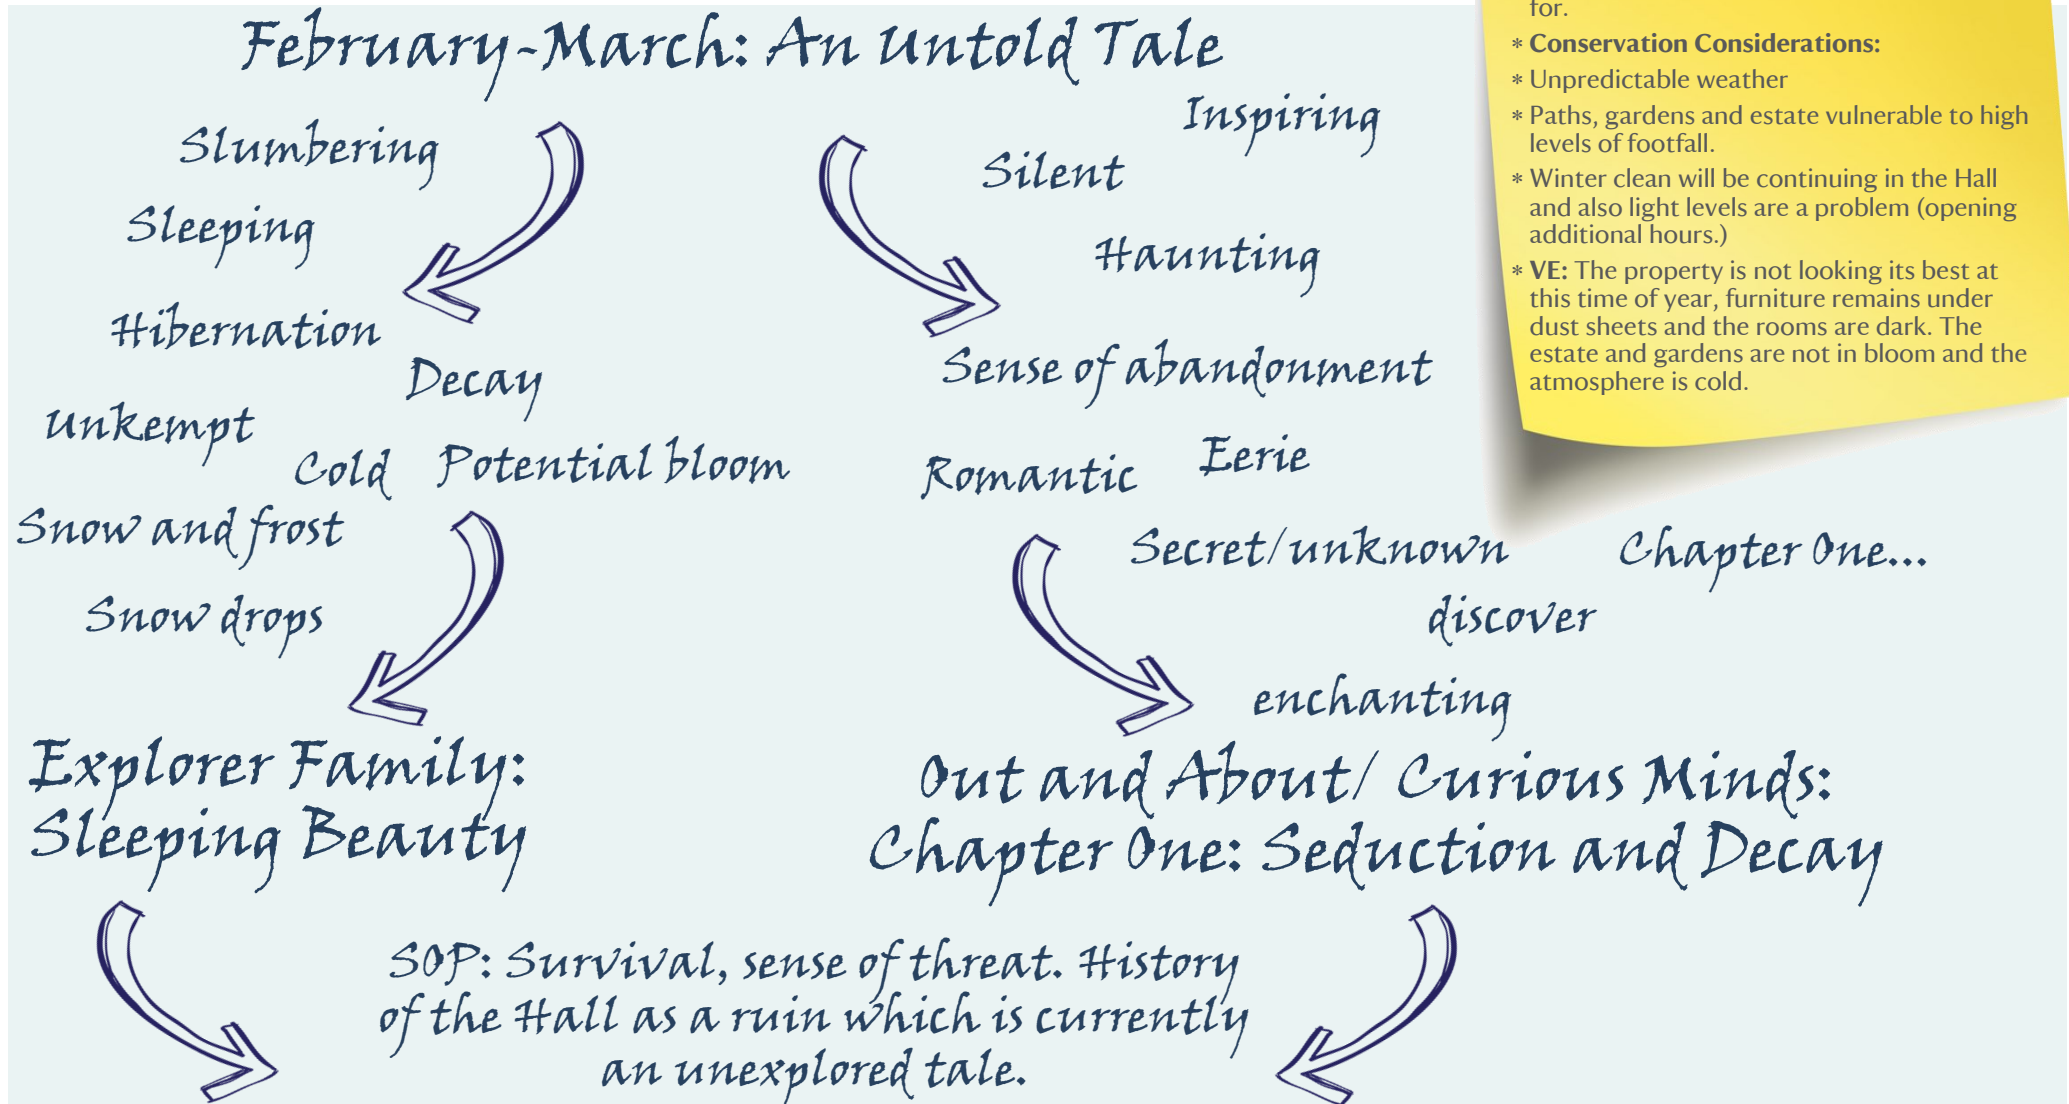 February-March: An Untold Tale
Slumbering
Sleeping
Hibernation
Decay
Unkempt
Cold
Potential bloom
Snow and frost
Snow drops
Inspiring
Silent
Haunting
Sense of abandonment
Romantic
Eerie
Secret/unknown
Chapter One...
discover
enchanting
Explorer Family:
Sleeping Beauty
Out and About/ Curious Minds:
Chapter One: Seduction and Decay
SOP: Survival, sense of threat. History
of the Hall as a ruin which is currently
an unexplored tale.
for.
* Conservation Considerations:
* Unpredictable weather
* Paths, gardens and estate vulnerable to high
levels of footfall.
* Winter clean will be continuing in the Hall
and also light levels are a problem (opening
additional hours.)
* VE: The property is not looking its best at
this time of year, furniture remains under
dust sheets and the rooms are dark. The
estate and gardens are not in bloom and the
atmosphere is cold.